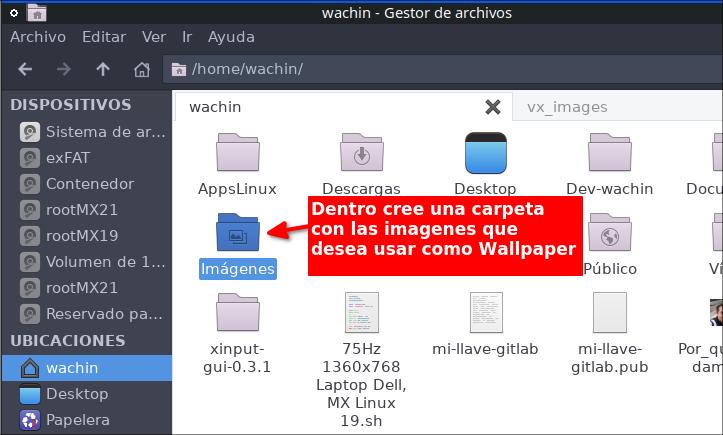 wachin - Gestor de archivos
Archivo Editar Ver Ir Ayuda
/home/wachin/
DISPOSITIVOS
Sistema de ar...
exFAT
Contenedor
rootMX21
rootMX19
Volumen de 1...
rootMX21
Reservado pa...
UBICACIONES
wachin
Desktop
Papelera
wachin
vx_images
AppsLinux
Descargas
Desktop
Dev-wachin
Docu
Imágenes
Dentro cree una carpeta
con las imagenes que
desea usar como Wallpaper
Público
Ví
xinput-
gui-0.3.1
75Hz
1360x768
Laptop Dell,
MX Linux
19.sh
mi-llave-gitlab
mi-llave-
gitlab.pub
Por_qu
dam